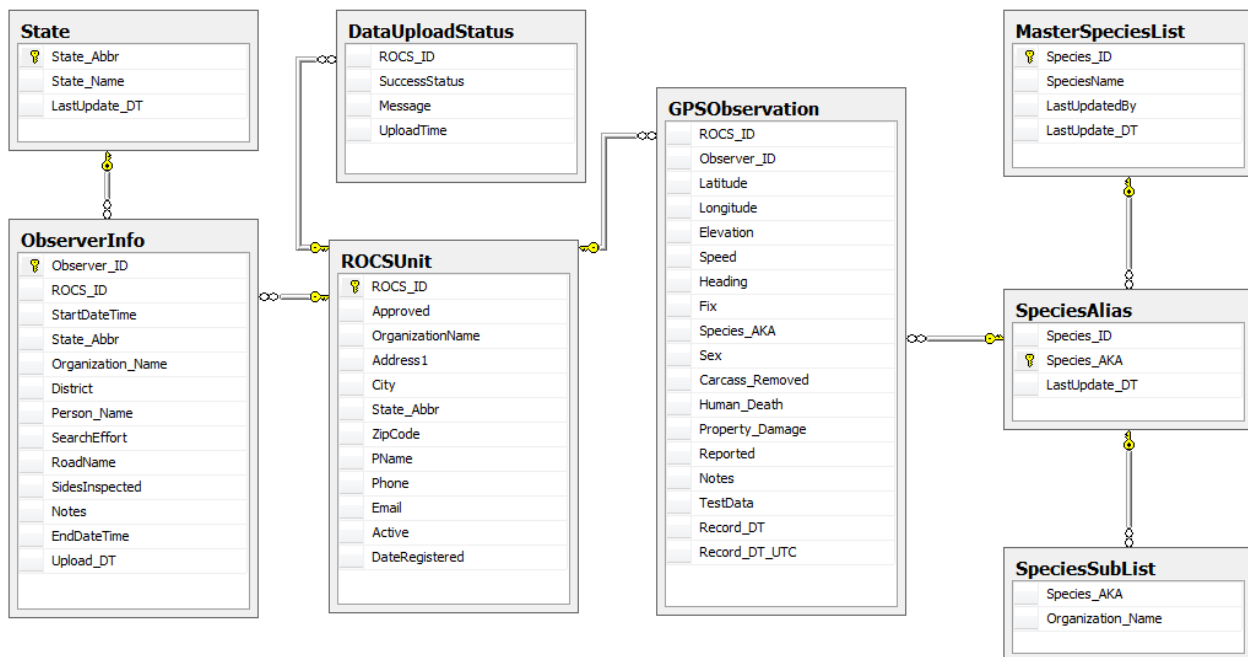 State
State_Abbr
State_Name
LastUpdate_DT
DataUploadStatus
ROCS_ID
SuccessStatus
Message
UploadTime
GPSObservation
ROCS_ID
Observer_ID
Latitude
Longitude
Elevation
Speed
Heading
Fix
Species_AKA
Sex
Carcass_Removed
Human_Death
Property_Damage
Reported
Notes
TestData
Record_DT
Record_DT_UTC
MasterSpeciesList
Species_ID
SpeciesName
LastUpdatedBy
LastUpdate_DT
ObserverInfo
Observer_ID
ROCS_ID
StartDateTime
State_Abbr
Organization_Name
District
Person_Name
SearchEffort
RoadName
SidesInspected
Notes
EndDateTime
Upload_DT
ROCSUnit
ROCS_ID
Approved
OrganizationName
Address1
City
State_Abbr
ZipCode
PName
Phone
Email
Active
DateRegistered
SpeciesAlias
Species_ID
Species_AKA
LastUpdate_DT
SpeciesSubList
Species_AKA
Organization_Name